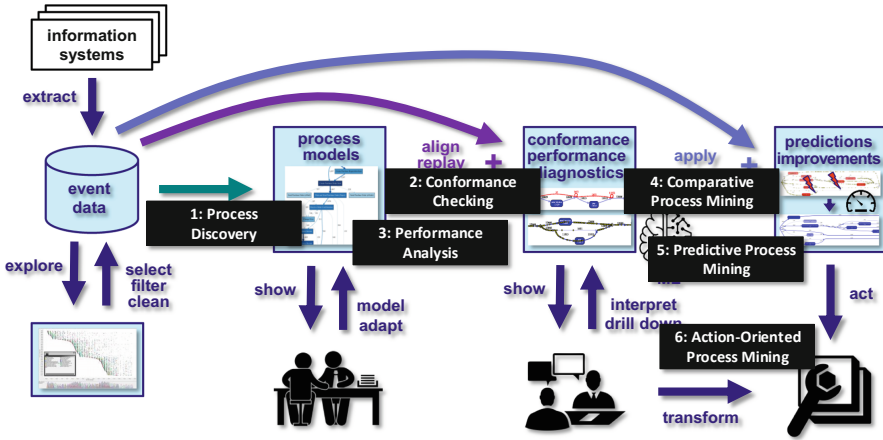 information
systems
extract
event
data
explore
select
filter
clean
1: Process
Discovery
process
models
show
model
adapt
align
replay
+
2: Conformance
Checking
3: Performance
Analysis
conformance
performance
diagnostics
show
interpret
drill down
apply
+
4: Comparative
Process Mining
5: Predictive Process
Mining
predictions
improvements
act
6: Action-Oriented
Process Mining
transform